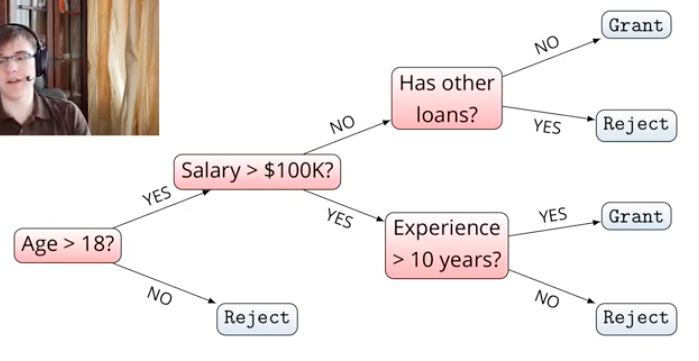 Age > 18?
YES
NO
Reject
Salary > $100K?
NO
YES
Has other
loans?
NO
Grant
YES
Reject
Experience
> 10 years?
YES
Grant
NO
Reject